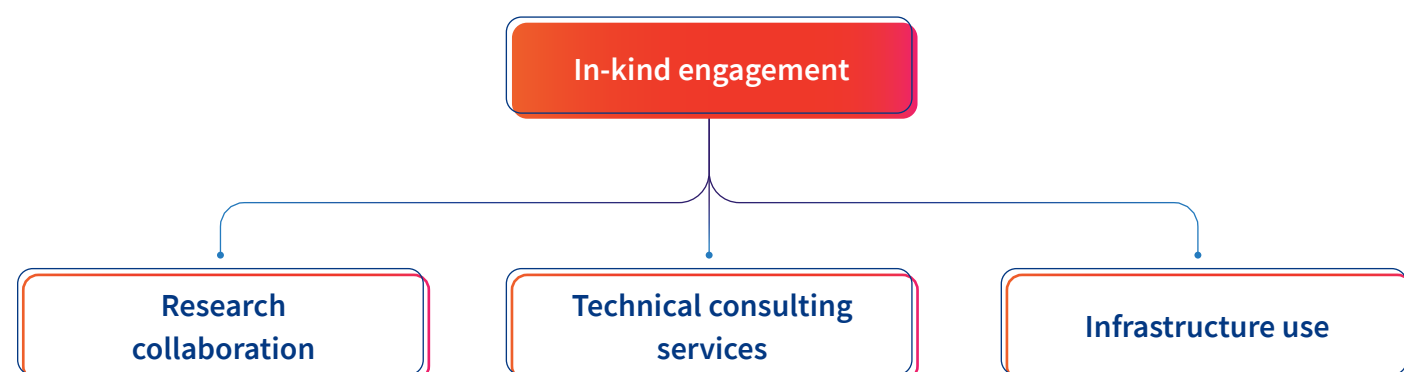 In-kind engagement
Research
collaboration
Technical consulting
services
Infrastructure use